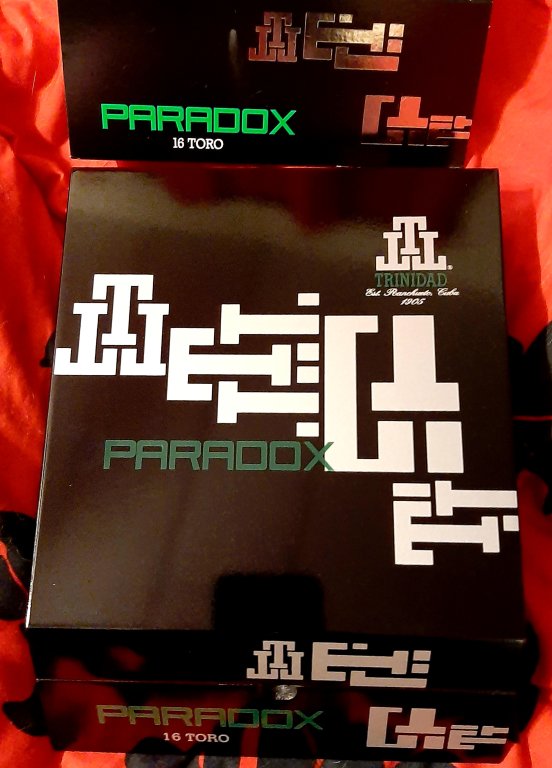 PARADOX
16 TORO
TRINIDAD
Est. Ranchuelo, Cuba
1905
PARADOX
PARADOX
16 TORO